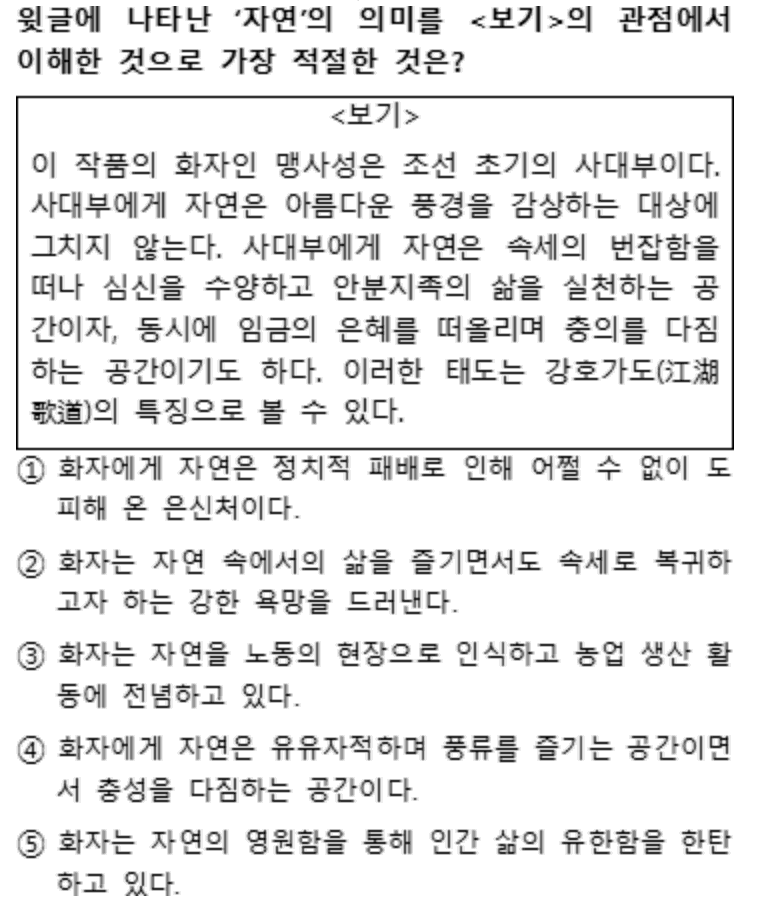 윗글에 나타난 ‘자연’의 의미를 <보기>의 관점에서
이해한 것으로 가장 적절한 것은?
<보기>
이 작품의 화자인 맹사성은 조선 초기의 사대부이다.
사대부에게 자연은 아름다운 풍경을 감상하는 대상에
그치지 않는다. 사대부에게 자연은 속세의 번잡함을
떠나 심신을 수양하고 안분지족의 삶을 실천하는 공
간이자, 동시에 임금의 은혜를 떠올리며 충의를 다짐
하는 공간이기도 하다. 이러한 태도는 강호가도(江湖
歌道)의 특징으로 볼 수 있다.
① 화자에게 자연은 정치적 패배로 인해 어쩔 수 없이 도
피해 온 은신처이다.
② 화자는 자연 속에서의 삶을 즐기면서도 속세로 복귀하
고자 하는 강한 욕망을 드러낸다.
③ 화자는 자연을 노동의 현장으로 인식하고 농업 생산 활
동에 전념하고 있다.
④ 화자에게 자연은 유유자적하며 풍류를 즐기는 공간이면
서 충성을 다짐하는 공간이다.
⑤ 화자는 자연의 영원함을 통해 인간 삶의 유한함을 한탄
하고 있다.